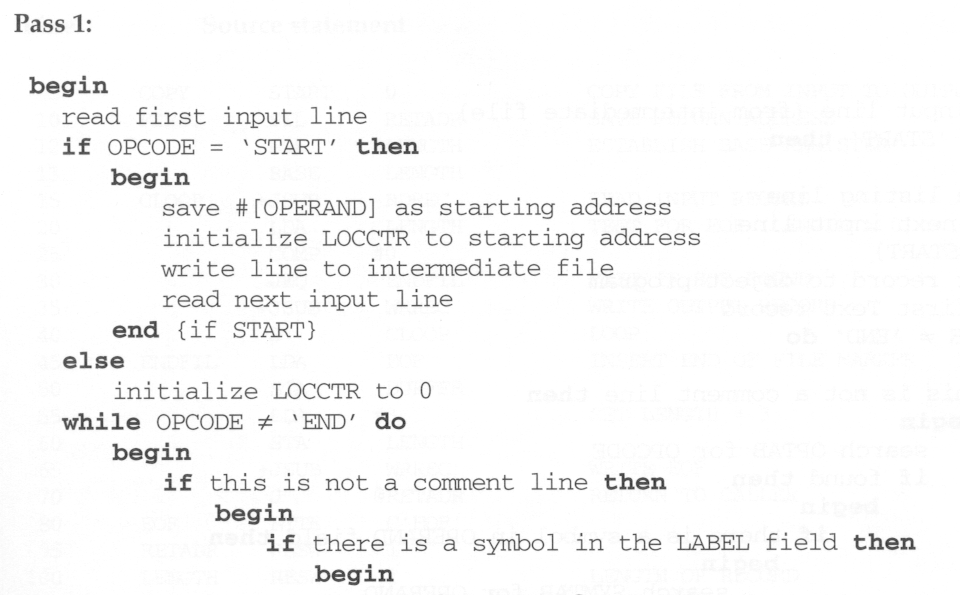 Pass 1:
begin
read first input line
if OPCODE = ‘START’ then
begin
save #[OPERAND] as starting address
initialize LOCCTR to starting address
write line to intermediate file
read next input line
end {if START}
else
initialize LOCCTR to 0
while OPCODE ≠ ‘END’ do
begin
if this is not a comment line then
begin
if there is a symbol in the LABEL field then
begin